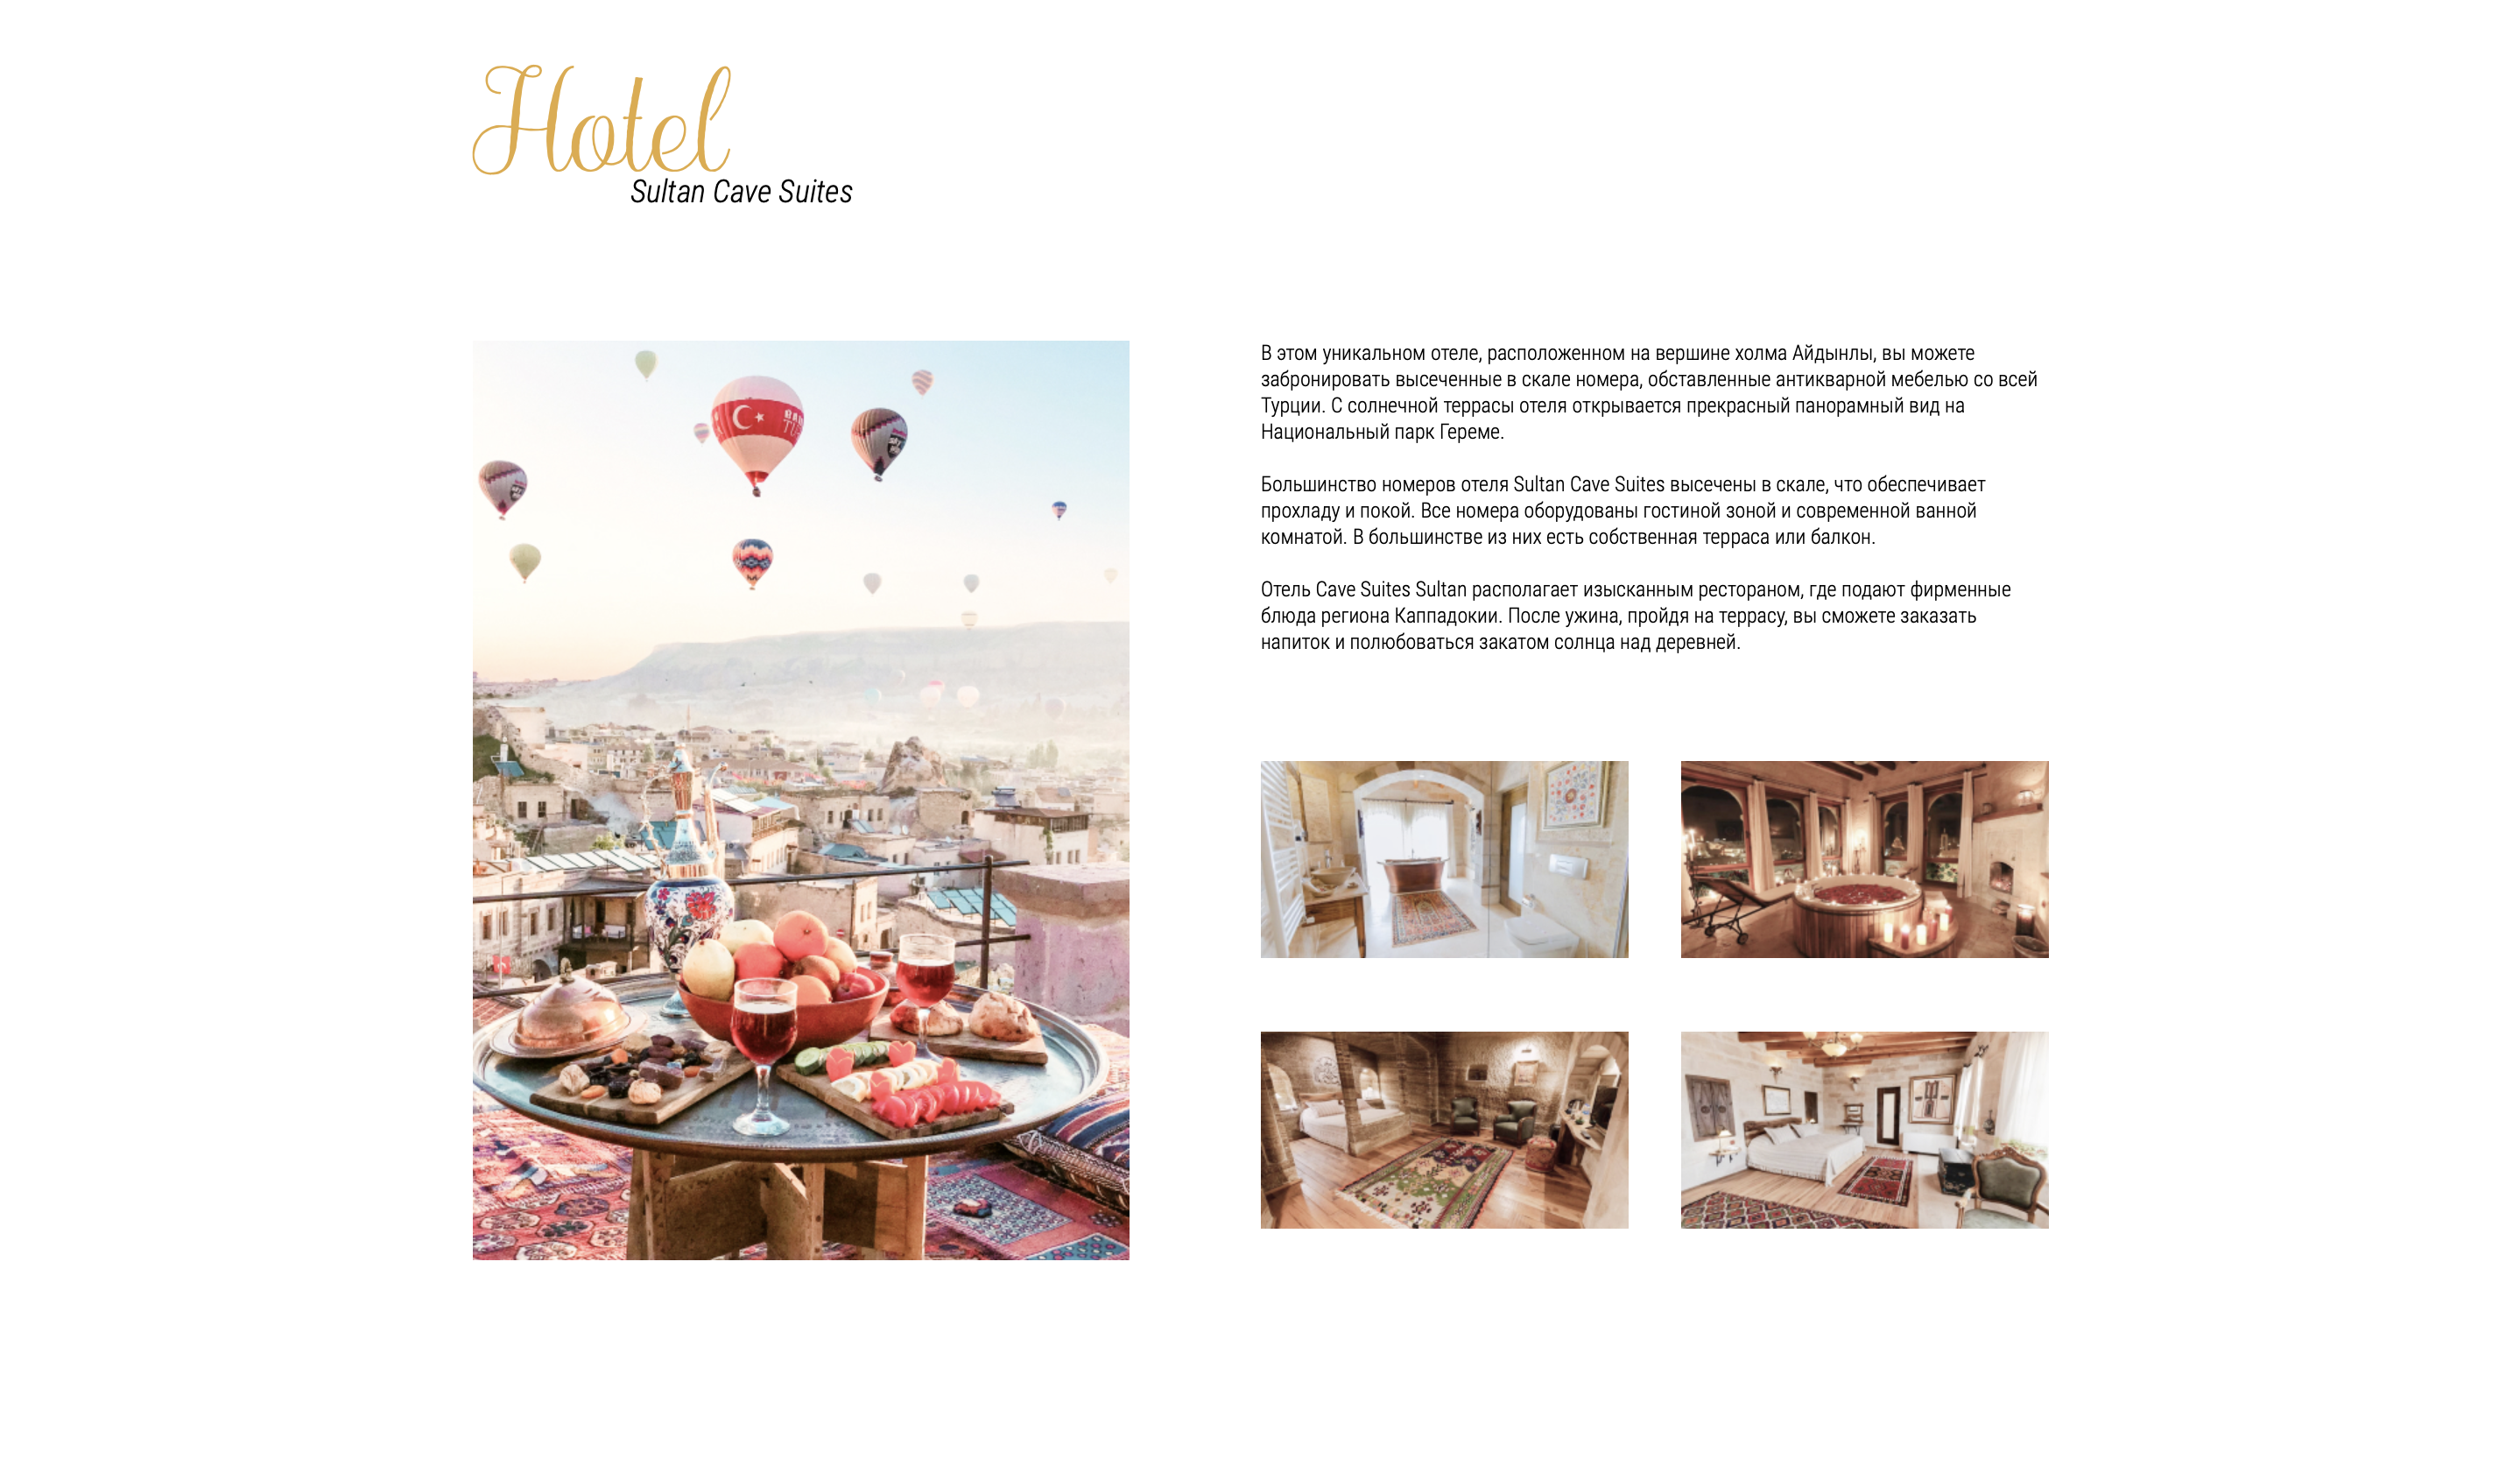 Hotel
Sultan Cave Suites
В этом уникальном отеле, расположенном на вершине холма Айдынлы, вы можете
забронировать высеченные в скале номера, обставленные антикварной мебелью со всей
Турции. С солнечной террасы отеля открывается прекрасный панорамный вид на
Национальный парк Гереме.
Большинство номеров отеля Sultan Cave Suites высечены в скале, что обеспечивает
прохладу и покой. Все номера оборудованы гостиной зоной и современной ванной
комнатой. В большинстве из них есть собственная терраса или балкон.
Отель Cave Suites Sultan располагает изысканным рестораном, где подают фирменные
блюда региона Каппадокии. После ужина, пройдя на террасу, вы сможете заказать
напиток и полюбоваться закатом солнца над деревней.